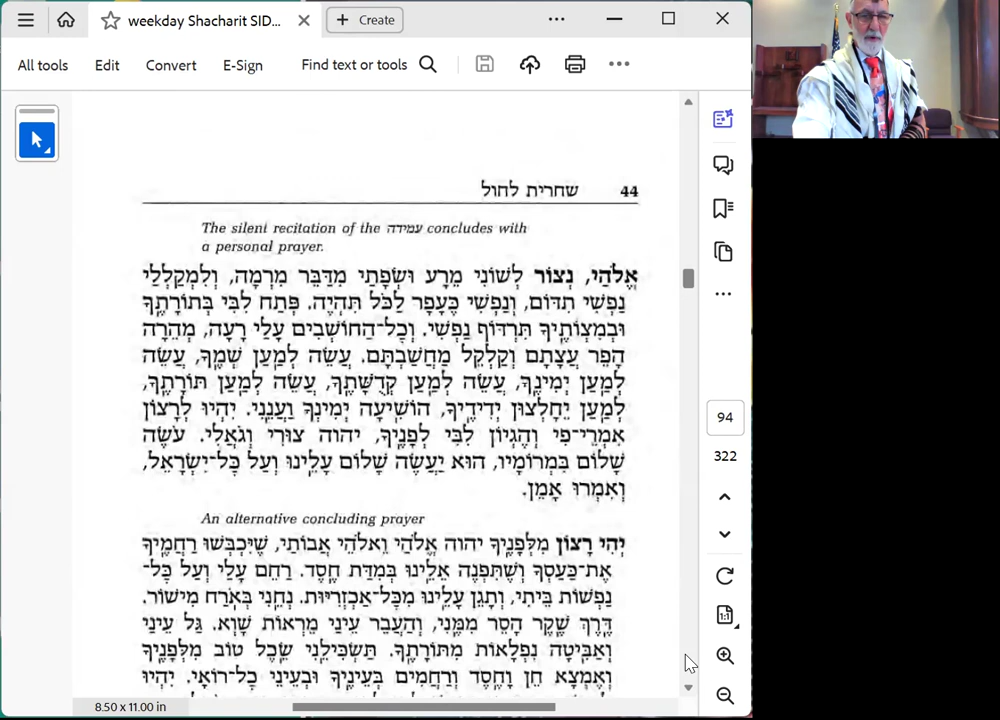 weekday Shacharit SID...
Create
All tools
Edit
Convert
E-Sign
Find text or tools
44 שחרית לחול
The silent recitation of the עמידה concludes with
a personal prayer.
אֱלֹהַי, נְצוֹר לְשׁוֹנִי מֵרָע וּשְׂפָתַי מִדַּבֵּר מִרְמָה, וְלִמְקַלְלַי
נַפְשִׁי תִדּוֹם, וְנַפְשִׁי כֶּעָפָר לַכֹּל תִּהְיֶה. פְּתַח לִבִּי בְּתוֹרָתֶךָ
וּבְמִצְוֹתֶיךָ תִּרְדּוֹף נַפְשִׁי. וְכָל־הַחוֹשְׁבִים עָלַי רָעָה, מְהֵרָה
הָפֵר עֲצָתָם וְקַלְקֵל מַחֲשַׁבְתָּם. עֲשֵׂה לְמַעַן שְׁמֶךָ, עֲשֵׂה
לְמַעַן יְמִינֶךָ, עֲשֵׂה לְמַעַן קְדֻשָּׁתֶךָ, עֲשֵׂה לְמַעַן תּוֹרָתֶךָ,
לְמַעַן יֵחָלְצוּן יְדִידֶיךָ, הוֹשִׁיעָה יְמִינְךָ וַעֲנֵנִי. יִהְיוּ לְרָצוֹן
אִמְרֵי־פִי וְהֶגְיוֹן לִבִּי לְפָנֶיךָ, יהוה צוּרִי וְגֹאֲלִי. עֹשֶׂה
שָׁלוֹם בִּמְרוֹמָיו, הוּא יַעֲשֶׂה שָׁלוֹם עָלֵינוּ וְעַל כָּל־יִשְׂרָאֵל,
וְאִמְרוּ אָמֵן.
An alternative concluding prayer
יְהִי רָצוֹן מִלְּפָנֶיךָ יהוה אֱלֹהַי וֵאלֹהֵי אֲבוֹתַי, שֶׁיִּכְבְּשׁוּ רַחֲמֶיךָ
אֶת־כַּעַסְךָ וְשֶׁתִּפְנֶה אֵלֵינוּ בְּמִדַּת חֶסֶד. רַחֵם עָלַי וְעַל כָּל־
נַפְשׁוֹת בֵּיתִי, וְתָגֵן עָלֵינוּ מִכָּל־אַכְזְרִיּוּת. נְחֵנִי בְּאֹרַח מִישׁוֹר.
דֶּרֶךְ שֶׁקֶר הָסֵר מִמֶּנִּי, וְהַעֲבֵר עֵינַי מֵרְאוֹת שָׁוְא. גַּל עֵינַי
וְאַבִּיטָה נִפְלָאוֹת מִתּוֹרָתֶךָ. תַּשְׂכִּילֵנִי שֵׂכֶל טוֹב מִלְּפָנֶיךָ
וְאֶמְצָא חֵן וָחֶסֶד וְרַחֲמִים בְּעֵינֶיךָ וּבְעֵינֵי כָל־רוֹאַי. יִהְיוּ
94
322
8.50 x 11.00 in